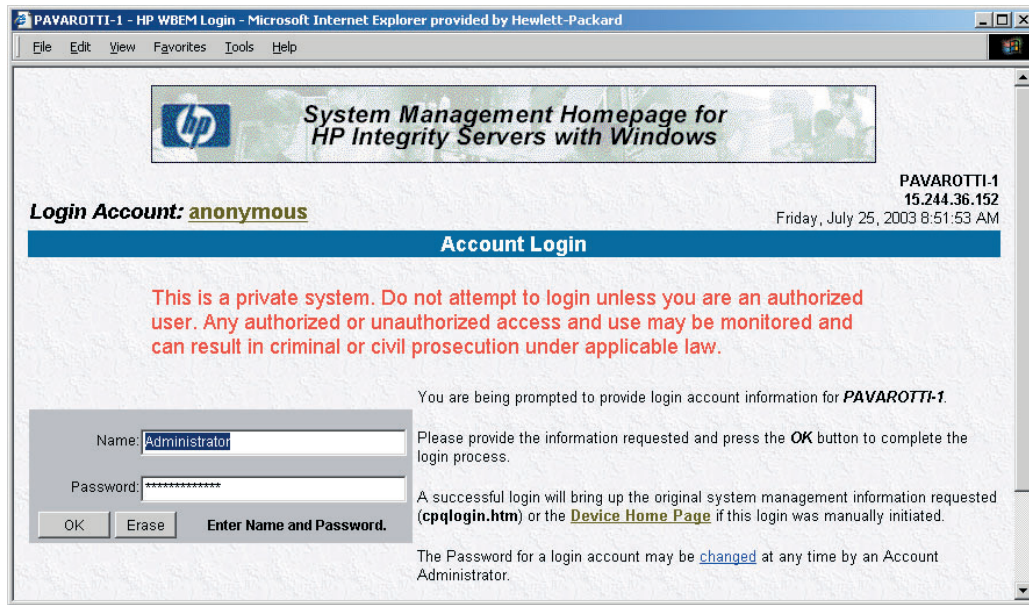 PAVAROTTI-1 - HP WBEM Login - Microsoft Internet Explorer provided by Hewlett-Packard
File Edit View Favorites Tools Help
hp
System Management Homepage for
HP Integrity Servers with Windows
PAVAROTTI-1
15.244.36.152
Login Account: anonymous
Friday, July 25, 2003 8:51:53 AM
Account Login
This is a private system. Do not attempt to login unless you are an authorized
user. Any authorized or unauthorized access and use may be monitored and
can result in criminal or civil prosecution under applicable law.
Name: Administrator
Password: *************
OK Erase Enter Name and Password.
You are being prompted to provide login account information for PAVAROTTI-1.
Please provide the information requested and press the OK button to complete the
login process.
A successful login will bring up the original system management information requested
(cpqlogin.htm) or the Device Home Page if this login was manually initiated.
The Password for a login account may be changed at any time by an Account
Administrator.